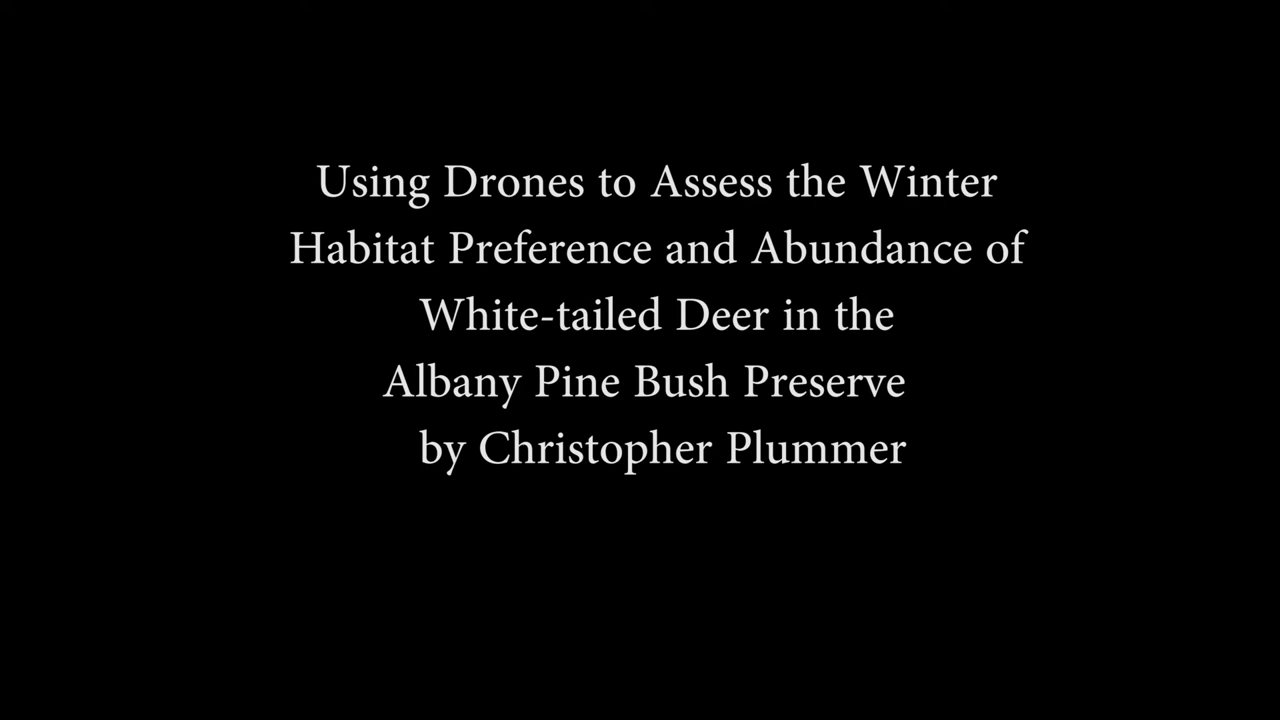 Using Drones to Assess the Winter
Habitat Preference and Abundance of
White-tailed Deer in the
Albany Pine Bush Preserve
by Christopher Plummer